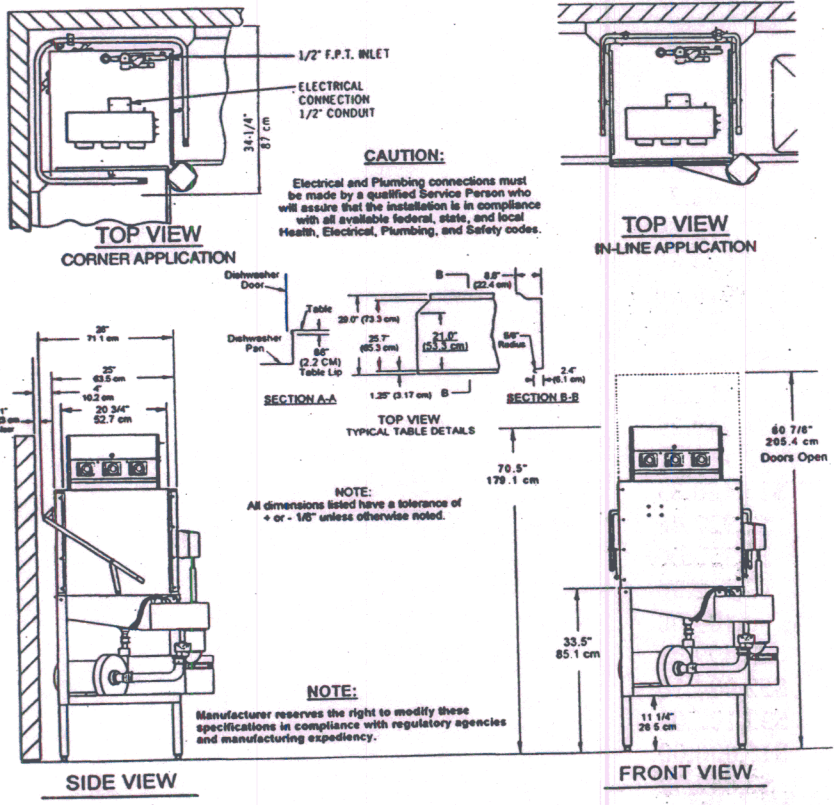 1/2" F.P.T. INLET
ELECTRICAL
CONNECTION
1/2" CONDUIT
34-1/4"
87 cm
TOP VIEW
CORNER APPLICATION
CAUTION:
Electrical and Plumbing connections must
be made by a qualified Service Person who
will assure that the installation is in compliance
with all available federal, state, and local
Health, Electrical, Plumbing, and Safety codes.
TOP VIEW
IN-LINE APPLICATION
Dishwasher
Door
Table
Dishwasher
Pan
(2.2 CM)
Table Lip
SECTION A-A
B
29.0" (73.3 cm)
25.7"
(65.3 cm)
21.0"
(53.3 cm)
1.25" (3.17 cm)
B
TOP VIEW
TYPICAL TABLE DETAILS
(22.4 cm)
5/8"
Radius
2.4"
(6.1 cm)
SECTION B-B
28"
71.1 cm
25"
63.5 cm
4"
10.2 cm
20 3/4"
52.7 cm
NOTE:
All dimensions listed have a tolerance of
+ or - 1/8" unless otherwise noted.
NOTE:
Manufacturer reserves the right to modify these
specifications in compliance with regulatory agencies
and manufacturing expediency.
SIDE VIEW
70.5"
179.1 cm
80 7/8"
205.4 cm
Doors Open
33.5"
85.1 cm
11 1/4"
28 5 cm
FRONT VIEW